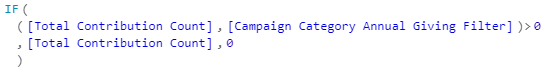 IF(
([Total Contribution Count],[Campaign Category Annual Giving Filter])>0
,[Total Contribution Count],0
)